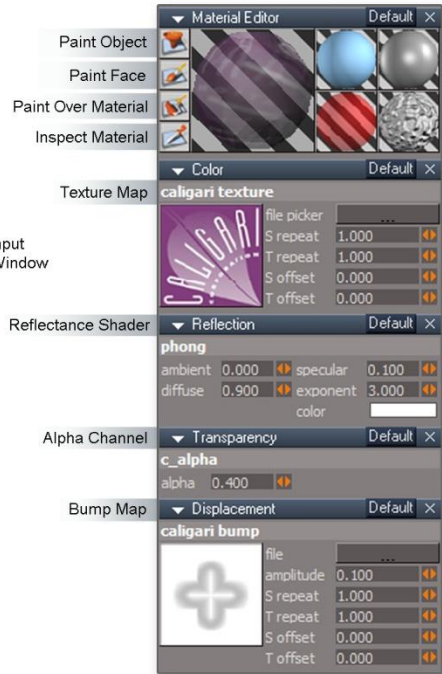 Material Editor Default ×
Paint Object
Paint Face
Paint Over Material
Inspect Material
Color Default ×
Texture Map
caligari texture
CALIGARI
file picker ...
S repeat 1.000
T repeat 1.000
S offset 0.000
T offset 0.000
nput
Window
Reflectance Shader
Reflection Default ×
phong
ambient 0.000 specular 0.100
diffuse 0.900 exponent 3.000
color
Alpha Channel
Transparency Default ×
c_alpha
alpha 0.400
Bump Map
Displacement Default ×
caligari bump
file ...
amplitude 0.100
S repeat 1.000
T repeat 1.000
S offset 0.000
T offset 0.000